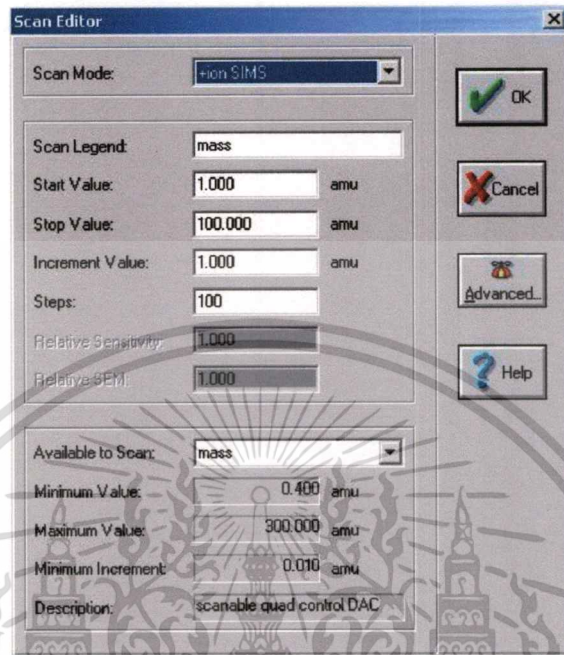 Scan Editor
Scan Mode: +ion SIMS
OK
Scan Legend: mass
Start Value: 1.000 amu
Cancel
Stop Value: 100.000 amu
Increment Value: 1.000 amu
Steps: 100
Advanced...
Relative Sensitivity: 1.000
Relative SEM: 1.000
Help
Available to Scan: mass
Minimum Value: 0.400 amu
Maximum Value: 300.000 amu
Minimum Increment: 0.010 amu
Description: scanable quad control DAC